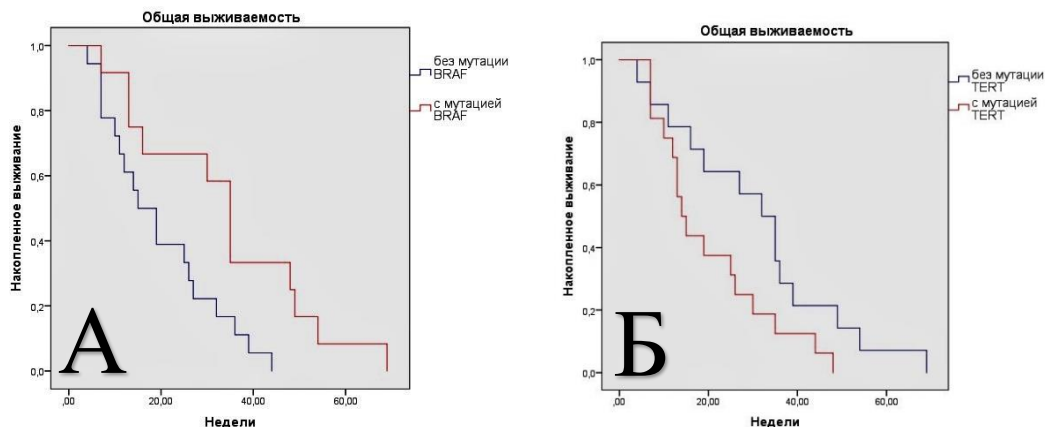 Общая выживаемость
без мутации
BRAF
с мутацией
BRAF
Накопленное выживание
1,0
0,8
0,6
0,4
0,2
0,0
,00
20,00
40,00
60,00
Недели
А
Общая выживаемость
без мутации
TERT
с мутацией
TERT
Накопленное выживание
1,0
0,8
0,6
0,4
0,2
0,0
,00
20,00
40,00
60,00
Недели
Б